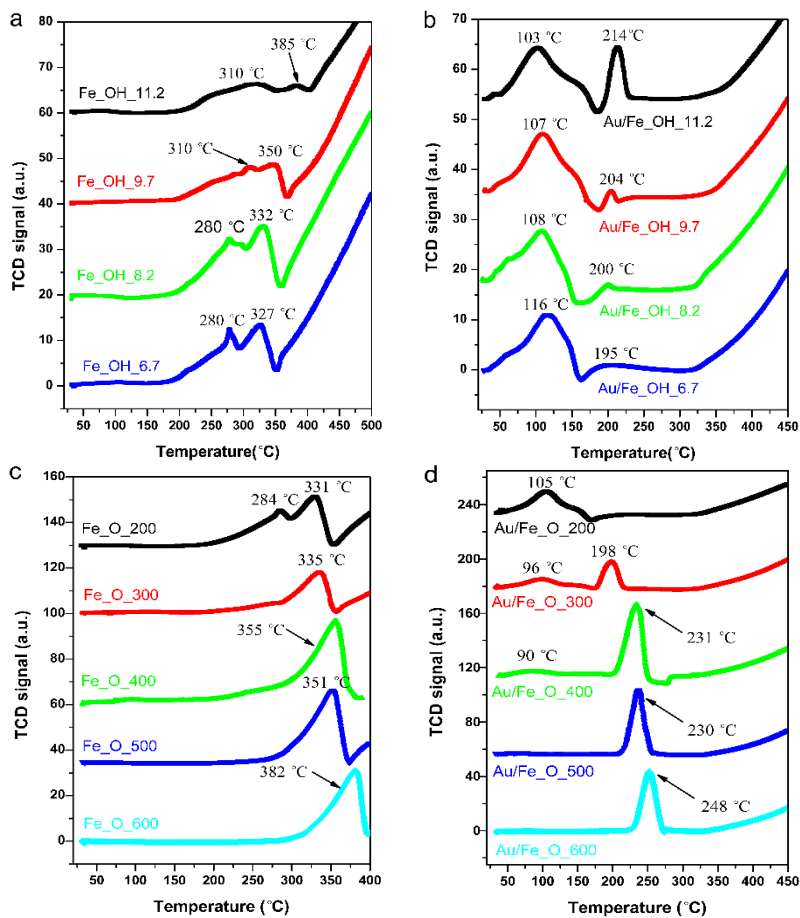 a
TCD signal (a.u.)
80
70
60
50
40
30
20
10
0
385 °C
310 °C
Fe_OH_11.2
310 °C
350 °C
Fe_OH_9.7
280 °C
332 °C
Fe_OH_8.2
280 °C
327 °C
Fe_OH_6.7
50 100 150 200 250 300 350 400 450 500
Temperature(°C)
b
TCD signal (a.u.)
70
60
50
40
30
20
10
0
103 °C
214°C
Au/Fe_OH_11.2
107 °C
204 °C
Au/Fe_OH_9.7
108 °C
200 °C
Au/Fe_OH_8.2
116 °C
195 °C
Au/Fe_OH_6.7
50 100 150 200 250 300 350 400 450
Temperature(°C)
c
TCD signal (a.u.)
160
140
120
100
80
60
40
20
0
331 °C
284 °C
Fe_O_200
335 °C
Fe_O_300
355 °C
Fe_O_400
351 °C
Fe_O_500
382 °C
Fe_O_600
50 100 150 200 250 300 350 400
Temperature (°C)
d
TCD signal (a.u.)
240
200
160
120
80
40
0
105 °C
Au/Fe_O_200
198 °C
96 °C
Au/Fe_O_300
231 °C
90 °C
Au/Fe_O_400
230 °C
Au/Fe_O_500
248 °C
Au/Fe_O_600
50 100 150 200 250 300 350 400 450
Temperature (°C)